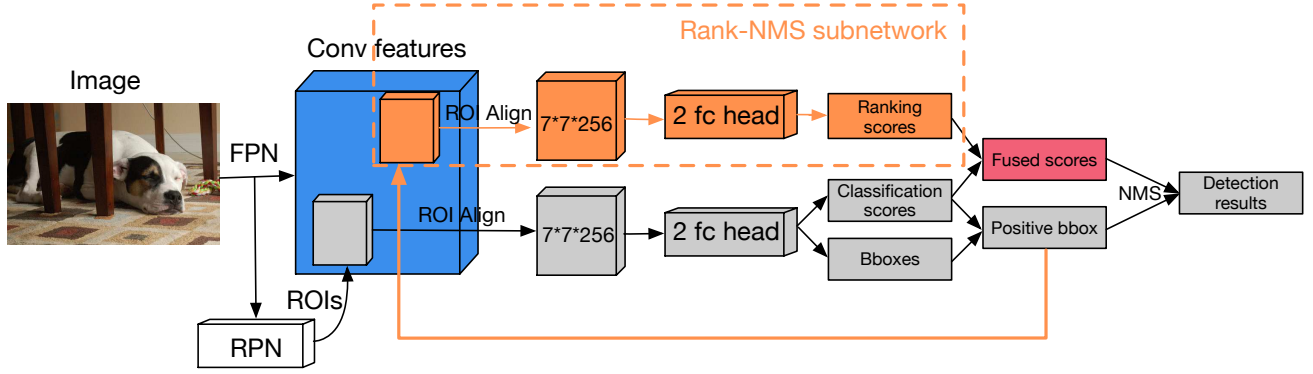 Rank-NMS subnetwork
Conv features
Image
ROI Align
7*7*256
2 fc head
Ranking
scores
FPN
Fused scores
Classification
scores
NMS
Detection
results
ROI Align
7*7*256
2 fc head
Positive bbox
Bboxes
ROIs
RPN